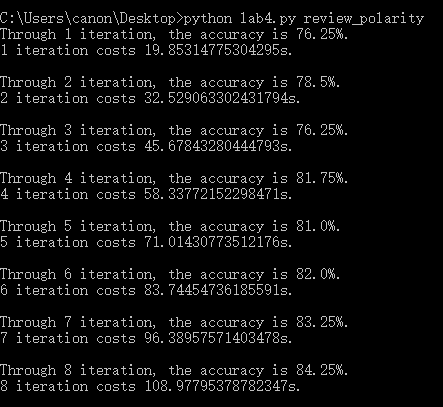 C:\Users\canon\Desktop>python lab4.py review_polarity
Through 1 iteration, the accuracy is 76.25%.
1 iteration costs 19.85314775304295s.
Through 2 iteration, the accuracy is 78.5%.
2 iteration costs 32.529063302431794s.
Through 3 iteration, the accuracy is 76.25%.
3 iteration costs 45.67843280444793s.
Through 4 iteration, the accuracy is 81.75%.
4 iteration costs 58.33772152298471s.
Through 5 iteration, the accuracy is 81.0%.
5 iteration costs 71.01430773512176s.
Through 6 iteration, the accuracy is 82.0%.
6 iteration costs 83.74454736185591s.
Through 7 iteration, the accuracy is 83.25%.
7 iteration costs 96.38957571403478s.
Through 8 iteration, the accuracy is 84.25%.
8 iteration costs 108.97795378782347s.